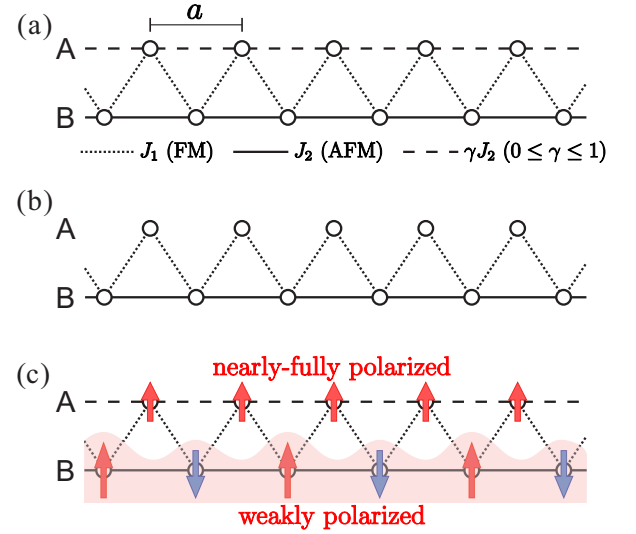 (a)
a
A
B
J₁ (FM) J₂ (AFM) γJ₂ (0 ≤ γ ≤ 1)
(b)
A
B
(c)
nearly-fully polarized
A
B
weakly polarized